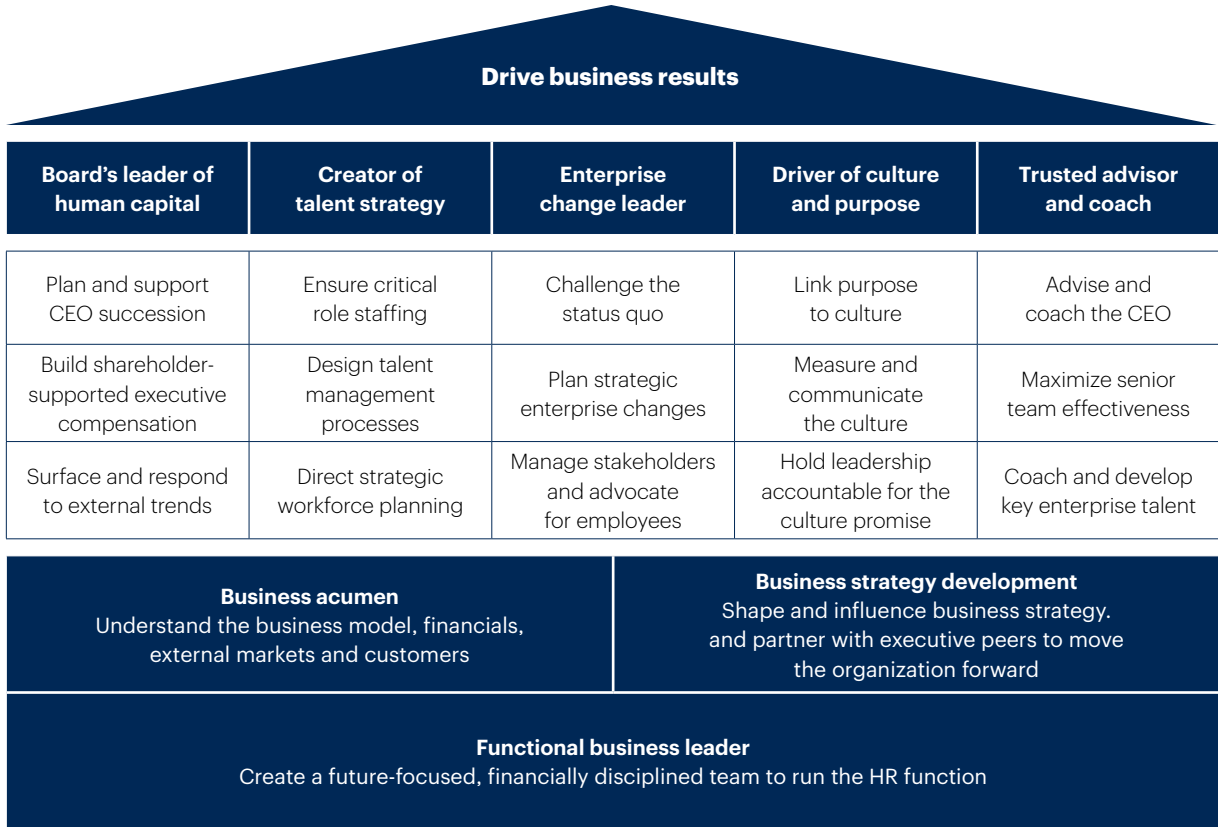 Drive business results
Board's leader of
human capital
Creator of
talent strategy
Enterprise
change leader
Driver of culture
and purpose
Trusted advisor
and coach
Plan and support
CEO succession
Ensure critical
role staffing
Challenge the
status quo
Link purpose
to culture
Advise and
coach the CEO
Build shareholder-
supported executive
compensation
Design talent
management
processes
Plan strategic
enterprise changes
Measure and
communicate
the culture
Maximize senior
team effectiveness
Surface and respond
to external trends
Direct strategic
workforce planning
Manage stakeholders
and advocate
for employees
Hold leadership
accountable for the
culture promise
Coach and develop
key enterprise talent
Business acumen
Understand the business model, financials,
external markets and customers
Business strategy development
Shape and influence business strategy.
and partner with executive peers to move
the organization forward
Functional business leader
Create a future-focused, financially disciplined team to run the HR function